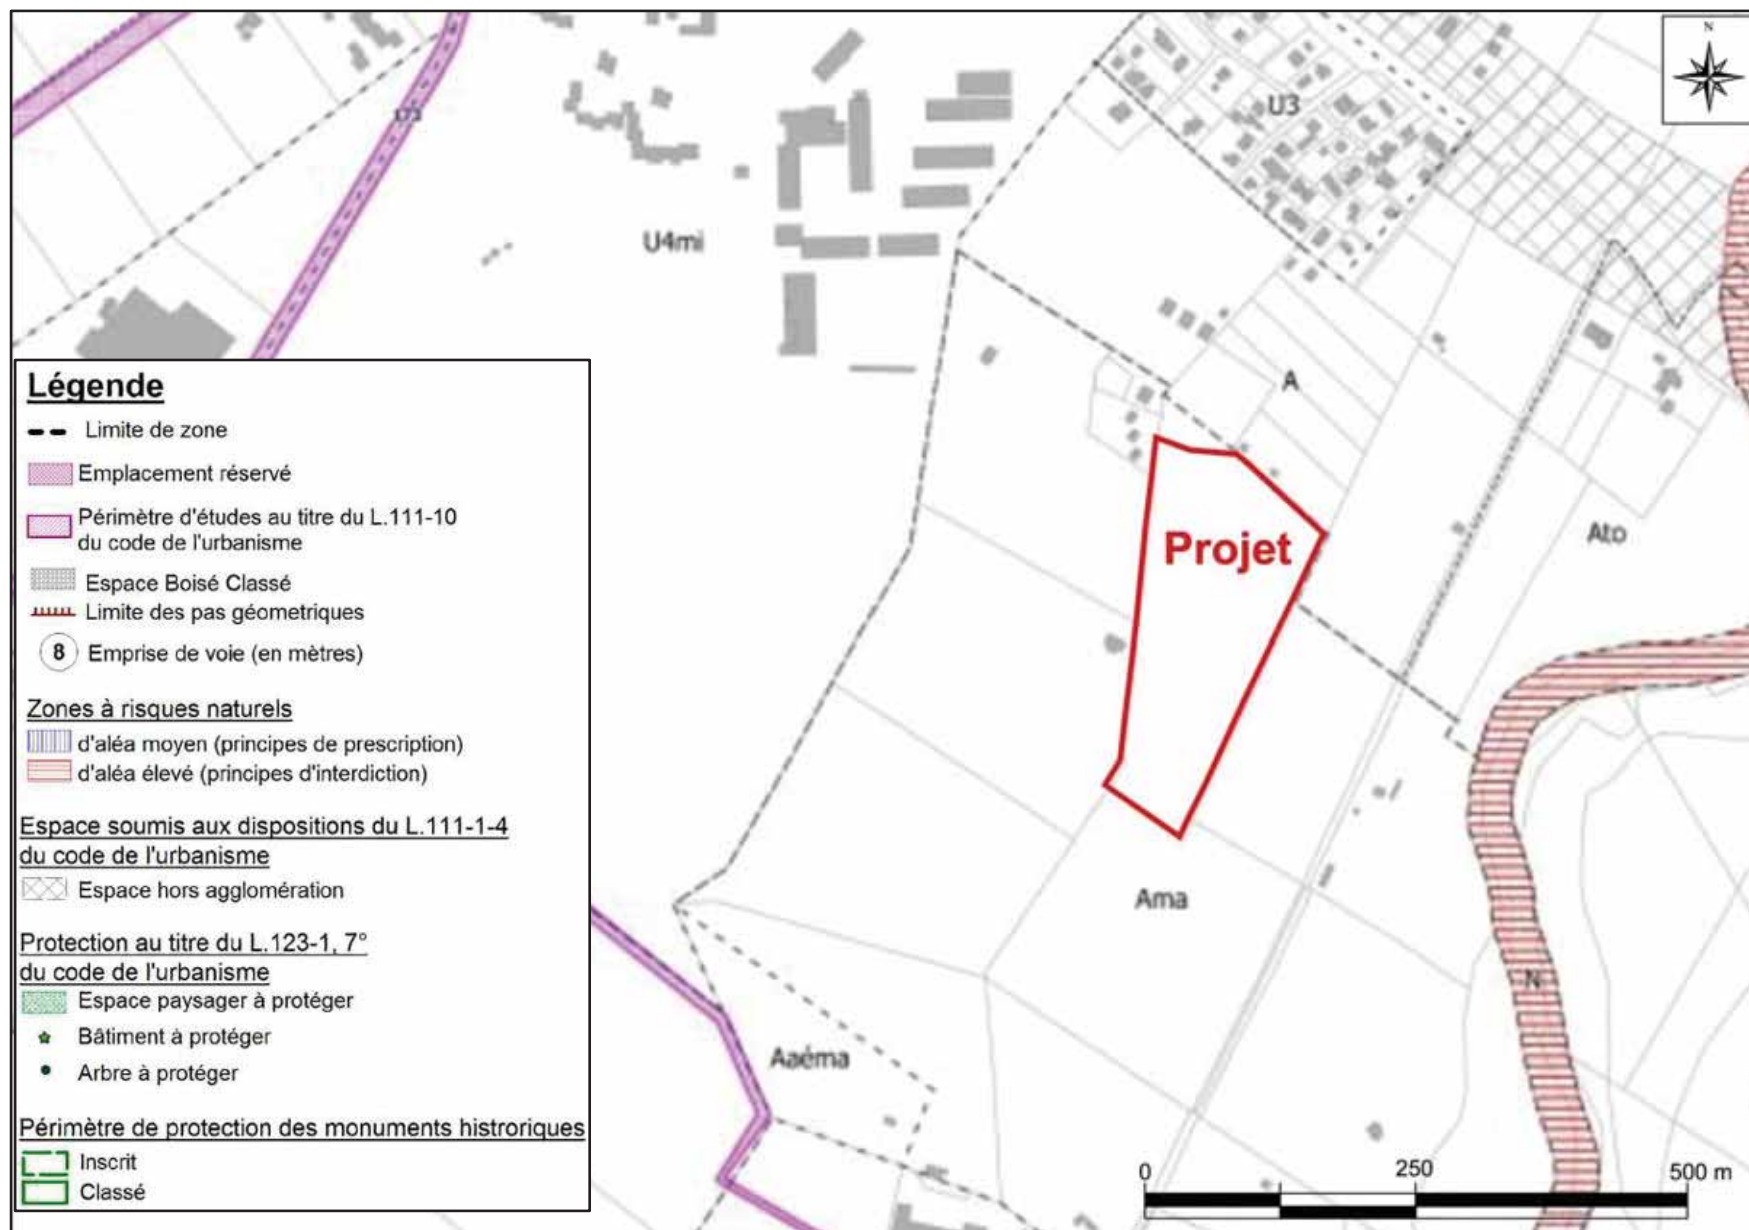 N
173
U3
U4mi
A
Projet
Ato
Ama
N
Aaéma
0 250 500 m
Légende
Limite de zone
Emplacement réservé
Périmètre d'études au titre du L.111-10
du code de l'urbanisme
Espace Boisé Classé
Limite des pas géometriques
8 Emprise de voie (en mètres)
Zones à risques naturels
d'aléa moyen (principes de prescription)
d'aléa élevé (principes d'interdiction)
Espace soumis aux dispositions du L.111-1-4
du code de l'urbanisme
Espace hors agglomération
Protection au titre du L.123-1, 7°
du code de l'urbanisme
Espace paysager à protéger
Bâtiment à protéger
Arbre à protéger
Périmètre de protection des monuments histroriques
Inscrit
Classé